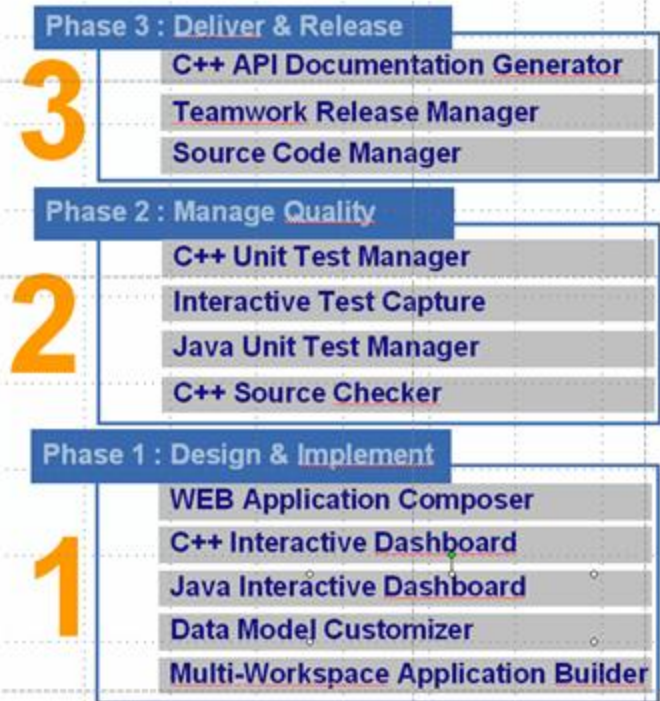 Phase 3 : Deliver & Release
3
C++ API Documentation Generator
Teamwork Release Manager
Source Code Manager
Phase 2 : Manage Quality
2
C++ Unit Test Manager
Interactive Test Capture
Java Unit Test Manager
C++ Source Checker
Phase 1 : Design & Implement
1
WEB Application Composer
C++ Interactive Dashboard
Java Interactive Dashboard
Data Model Customizer
Multi-Workspace Application Builder